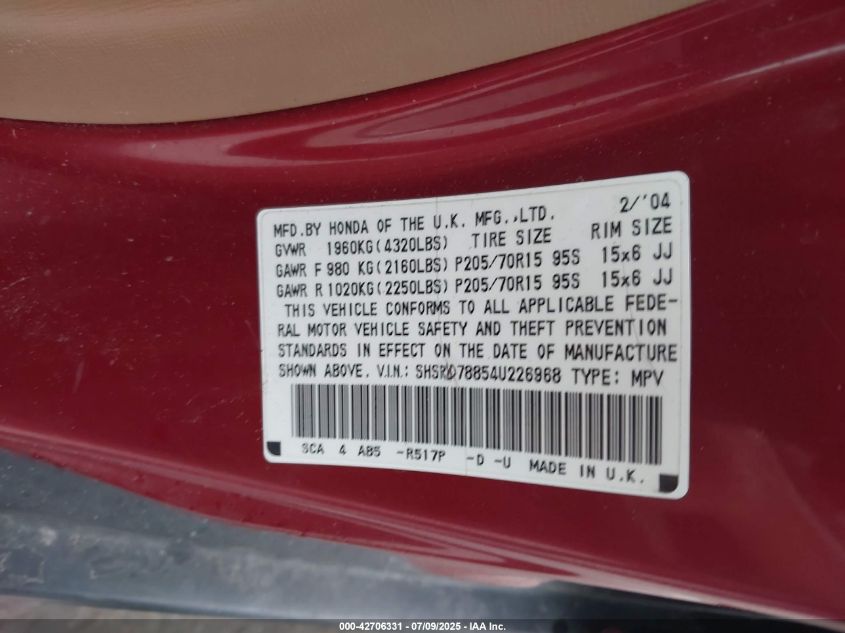 MFD.BY HONDA OF THE U.K. MFG.,LTD. 2/'04
GVWR 1960KG(4320LBS) TIRE SIZE RIM SIZE
GAWR F 980 KG(2160LBS) P205/70R15 95S 15x6 JJ
GAWR R 1020KG(2250LBS) P205/70R15 95S 15x6 JJ
THIS VEHICLE CONFORMS TO ALL APPLICABLE FEDE-
RAL MOTOR VEHICLE SAFETY AND THEFT PREVENTION
STANDARDS IN EFFECT ON THE DATE OF MANUFACTURE
SHOWN ABOVE. V.I.N.: SHSRD78854U226968 TYPE: MPV
SCA 4 AB5 -R517P -D -U MADE IN U.K.
000-42706331 - 07/09/2025 - IAA Inc.